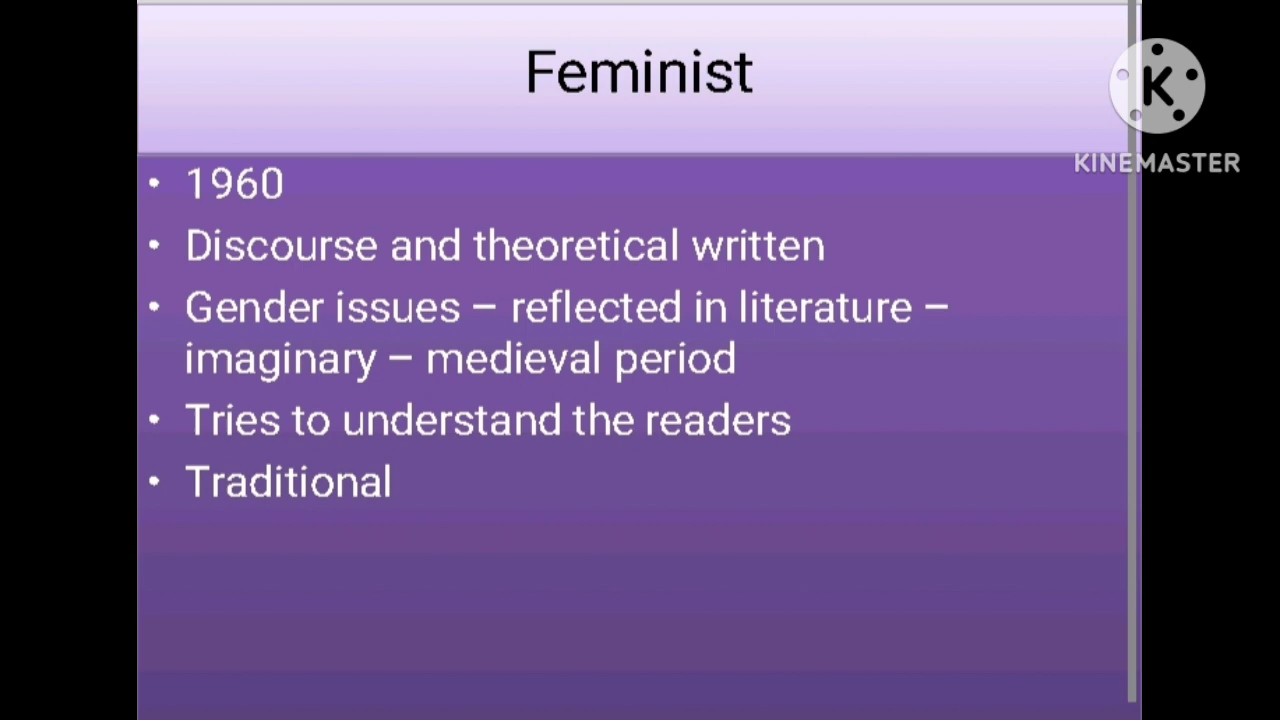 Feminist
K
KINEMASTER
• 1960
• Discourse and theoretical written
• Gender issues – reflected in literature –
imaginary – medieval period
• Tries to understand the readers
• Traditional